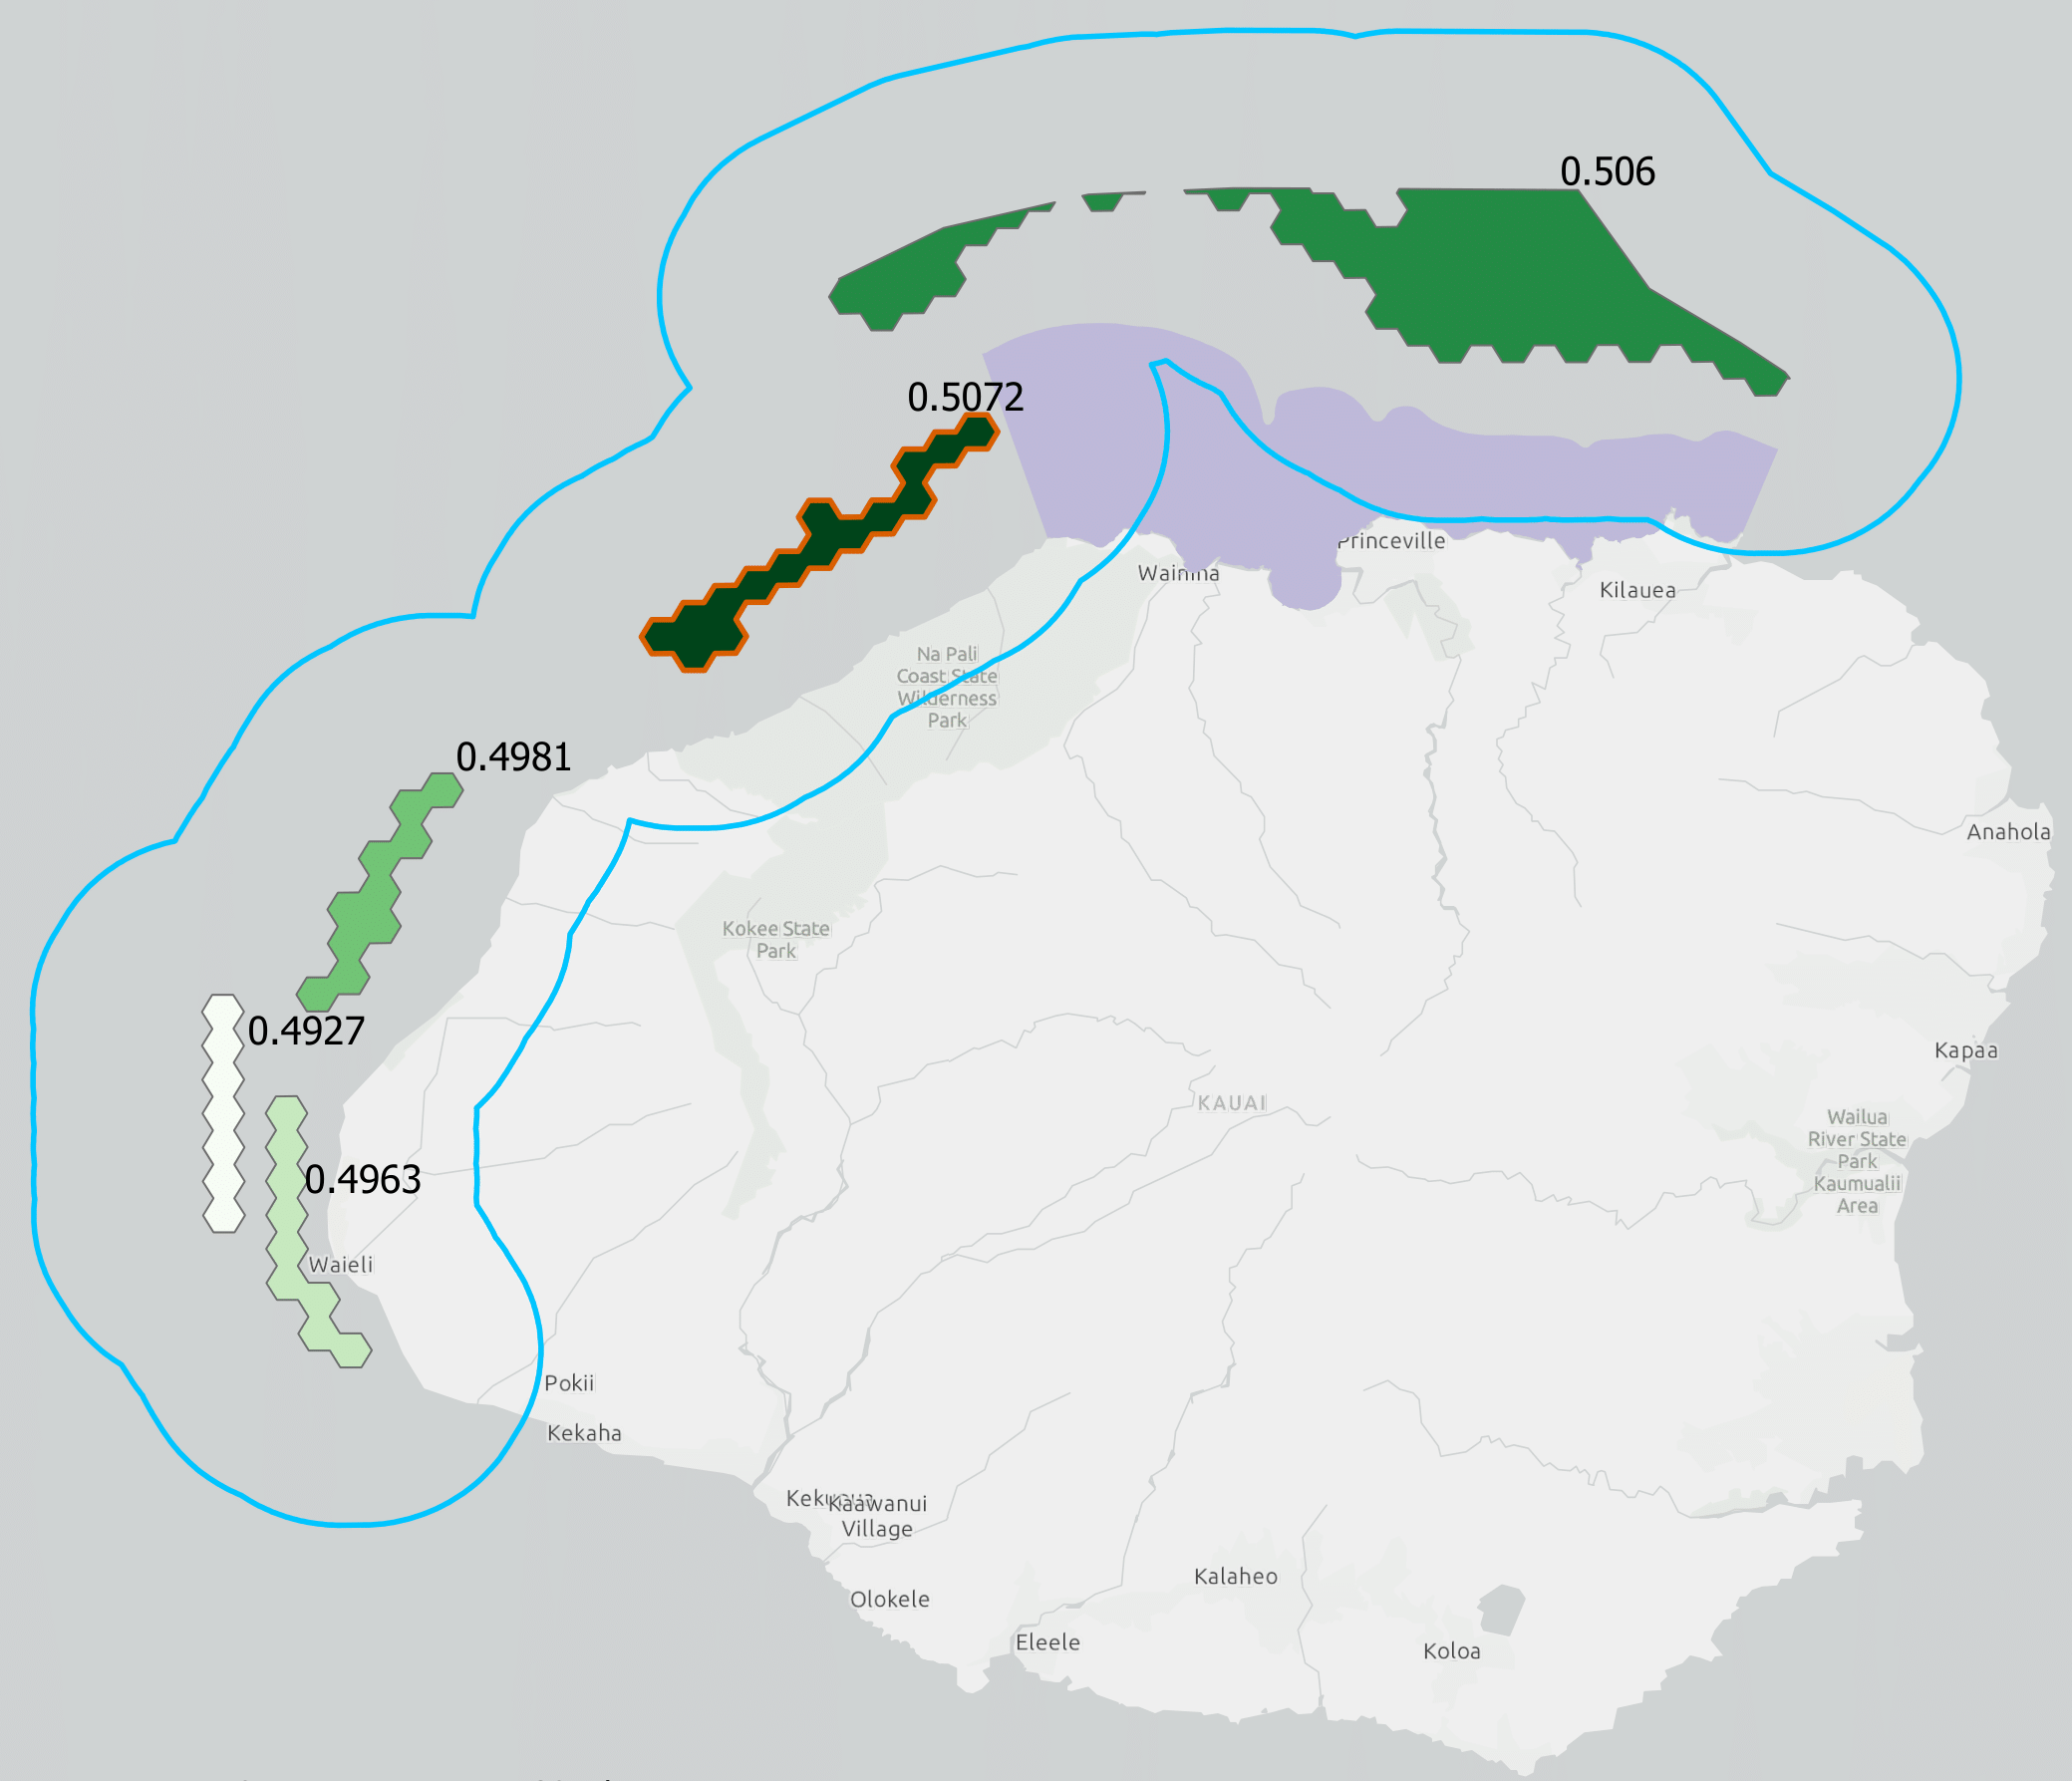 0.506
0.5072
Princeville
Wainiha
Kilauea
Na Pali
Coast State
Wilderness
Park
0.4981
Anahola
Kokee State
Park
0.4927
Kapaa
KAUAI
Wailua
River State
Park
Kaumualii
Area
0.4963
Waieli
Pokii
Kekaha
Kaawanui
Village
Kalaheo
Olokele
Eleele
Koloa